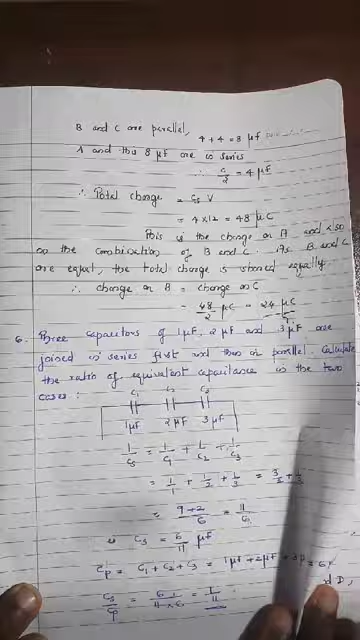 B and C are parallel, 4 + 4 = 8 μF
A and this 8 μF are in series
∴ C/2 = 4 μF
∴ Total charge = Cs V
= 4 × 12 = 48 μC
This is the charge on A and also
on the combination of B and C. As B and C
are equal, the total charge is stored equally
∴ charge on B = charge on C
= 48/2 μC = 24 μC
6. Three capacitors of 1μF, 2μF and 3μF are
joined in series first and then in parallel. Calculate
the ratio of equivalent capacitance in the two
cases:
C1 C2 C3
1μF 2μF 3μF
1/Cs = 1/C1 + 1/C2 + 1/C3
= 1/1 + 1/2 + 1/3 = 3/2 + 1/3
= 9+2/6 = 11/6
Cs = 6/11 μF
Cp = C1 + C2 + C3 = 1μF + 2μF +
Cs/Cp = 6 × 1/11 × 6 = 1/11